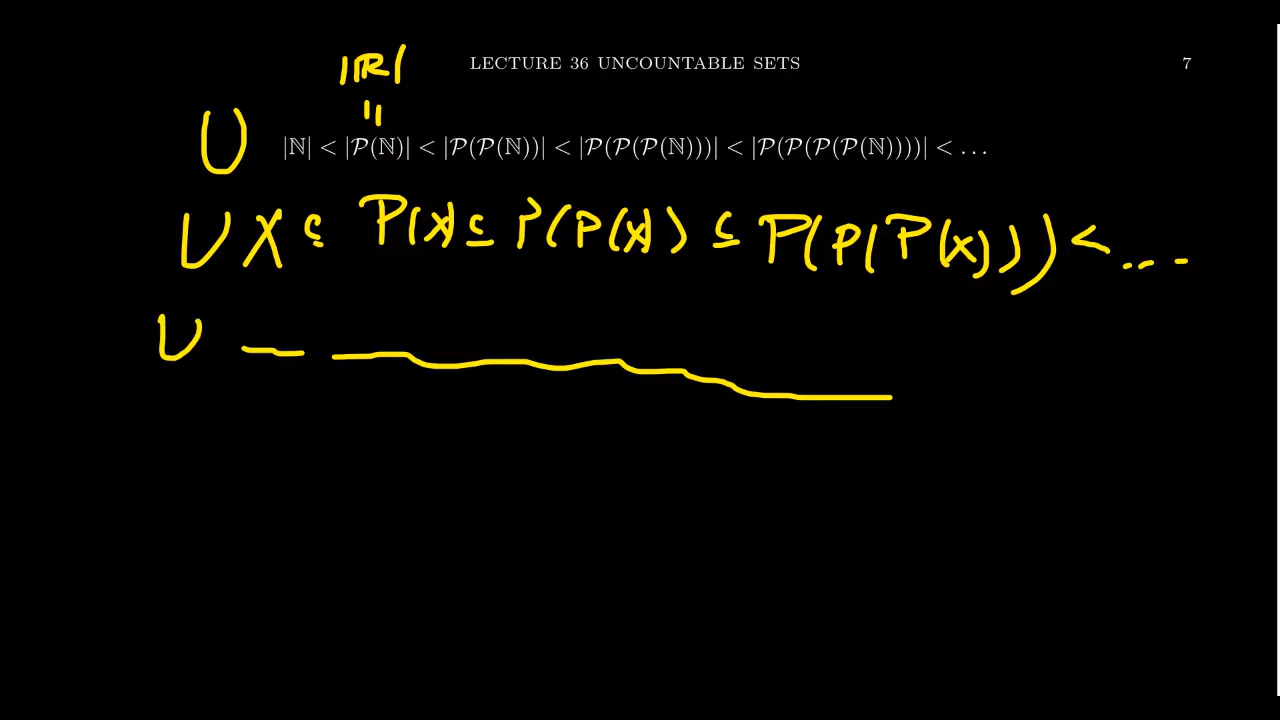 |ℝ|
LECTURE 36 UNCOUNTABLE SETS 7
||
U |ℕ| < |𝒫(ℕ)| < |𝒫(𝒫(ℕ))| < |𝒫(𝒫(𝒫(ℕ)))| < |𝒫(𝒫(𝒫(𝒫(ℕ))))| < ...
U X ⊆ P(X) ⊆ P(P(X)) ⊆ P(P(P(X))) < ...
U